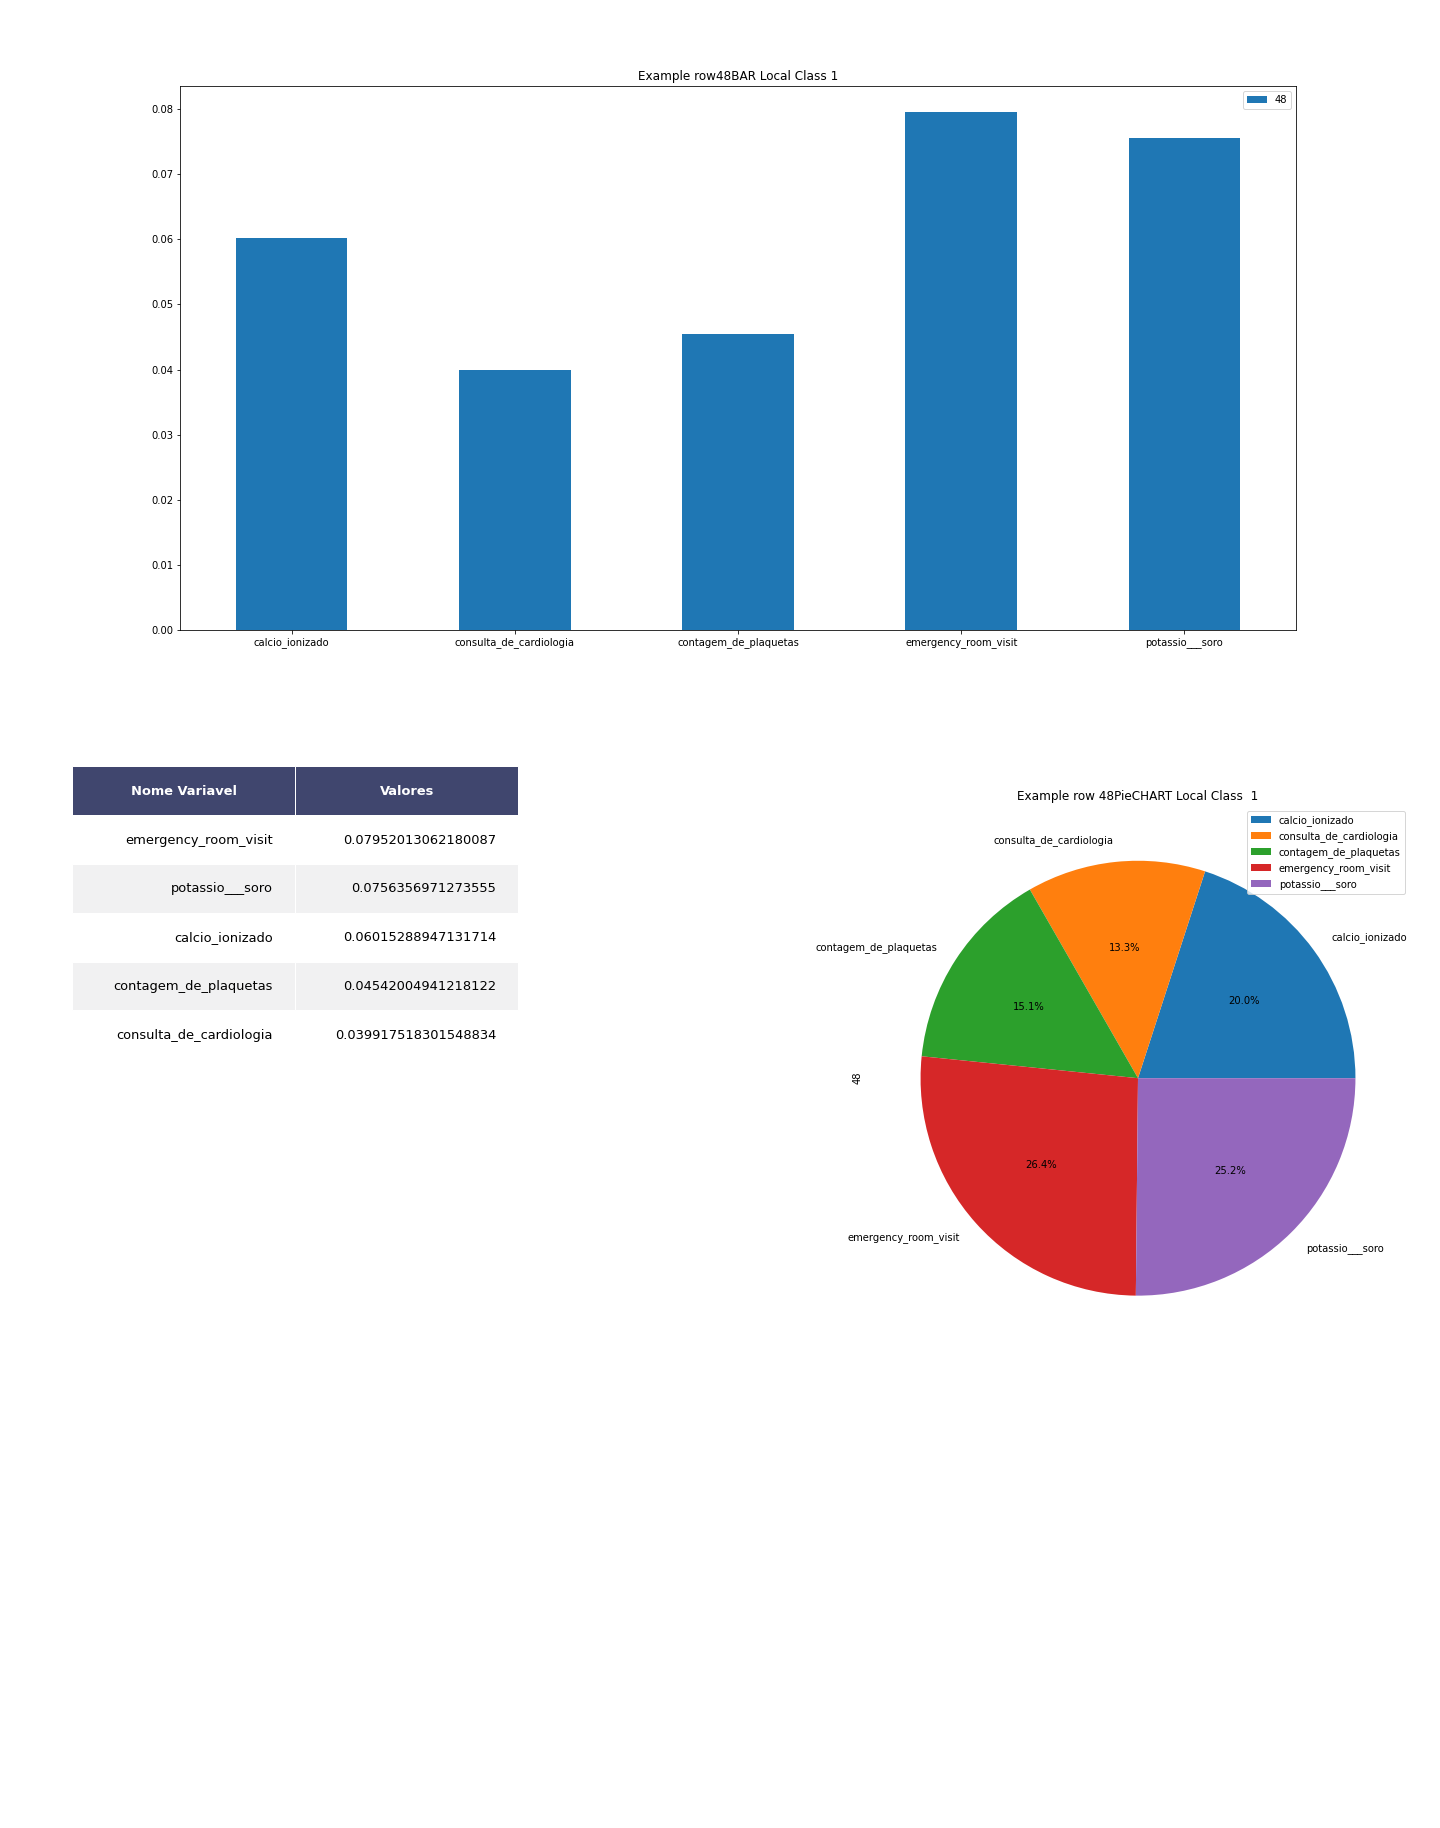 Example row48BAR Local Class 1
48
0.08
0.07
0.06
0.05
0.04
0.03
0.02
0.01
0.00
calcio_ionizado
consulta_de_cardiologia
contagem_de_plaquetas
emergency_room_visit
potassio___soro
Nome Variavel Valores
emergency_room_visit 0.07952013062180087
potassio___soro 0.0756356971273555
calcio_ionizado 0.06015288947131714
contagem_de_plaquetas 0.04542004941218122
consulta_de_cardiologia 0.039917518301548834
Example row 48PieCHART Local Class  1
calcio_ionizado
consulta_de_cardiologia
contagem_de_plaquetas
emergency_room_visit
potassio___soro
consulta_de_cardiologia
calcio_ionizado
contagem_de_plaquetas
13.3%
20.0%
15.1%
48
26.4%
25.2%
emergency_room_visit
potassio___soro